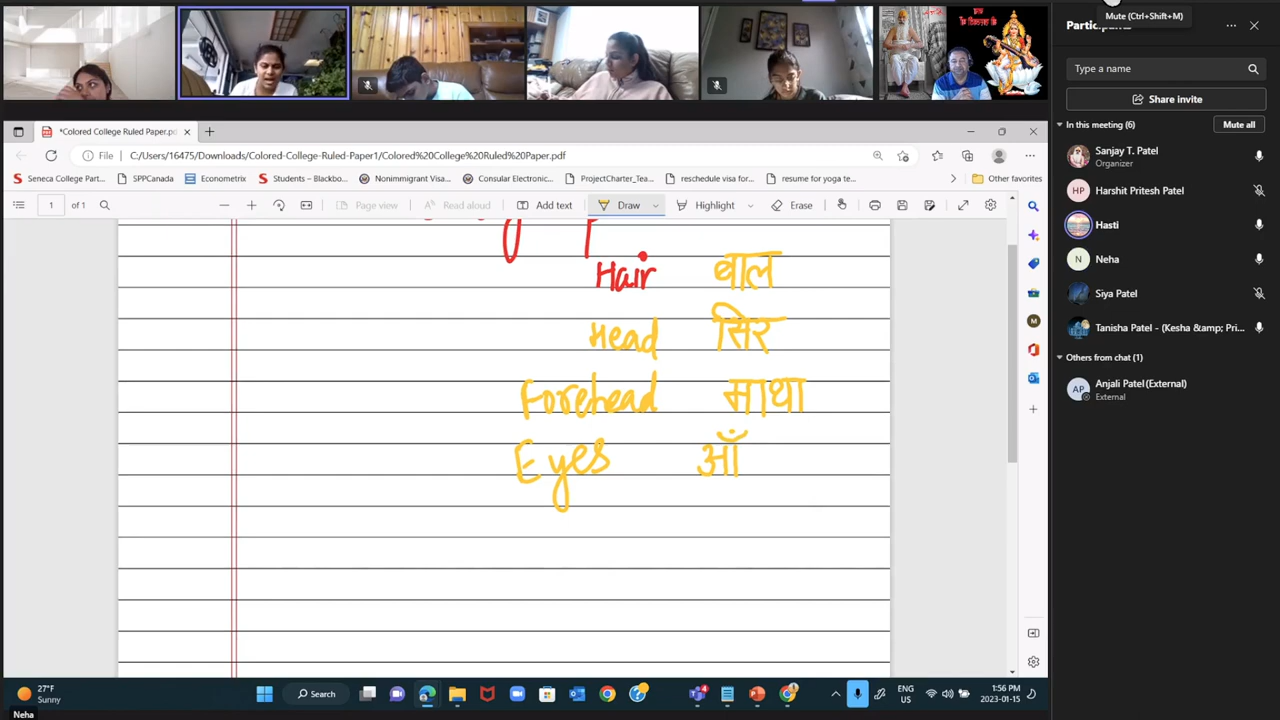 Mute (Ctrl+Shift+M)
Participants
Type a name
Share invite
In this meeting (6)
Mute all
Sanjay T. Patel
Organizer
HP Harshit Pritesh Patel
Hasti
N Neha
Siya Patel
Tanisha Patel - (Kesha &amp; Pri...
Others from chat (1)
AP Anjali Patel (External)
External
*Colored College Ruled Paper.pd
File C:/Users/16475/Downloads/Colored-College-Ruled-Paper1/Colored%20College%20Ruled%20Paper.pdf
Seneca College Part... SPPCanada Econometrix Students – Blackbo... Nonimmigrant Visa... Consular Electronic... ProjectCharter_Tea... reschedule visa for... resume for yoga te... Other favorites
1 of 1 Page view Read aloud Add text Draw Highlight Erase
Hair बाल
Head सिर
Forehead माथा
Eyes आँ
27°F
Sunny
Search
ENG
US
1:56 PM
2023-01-15
Neha